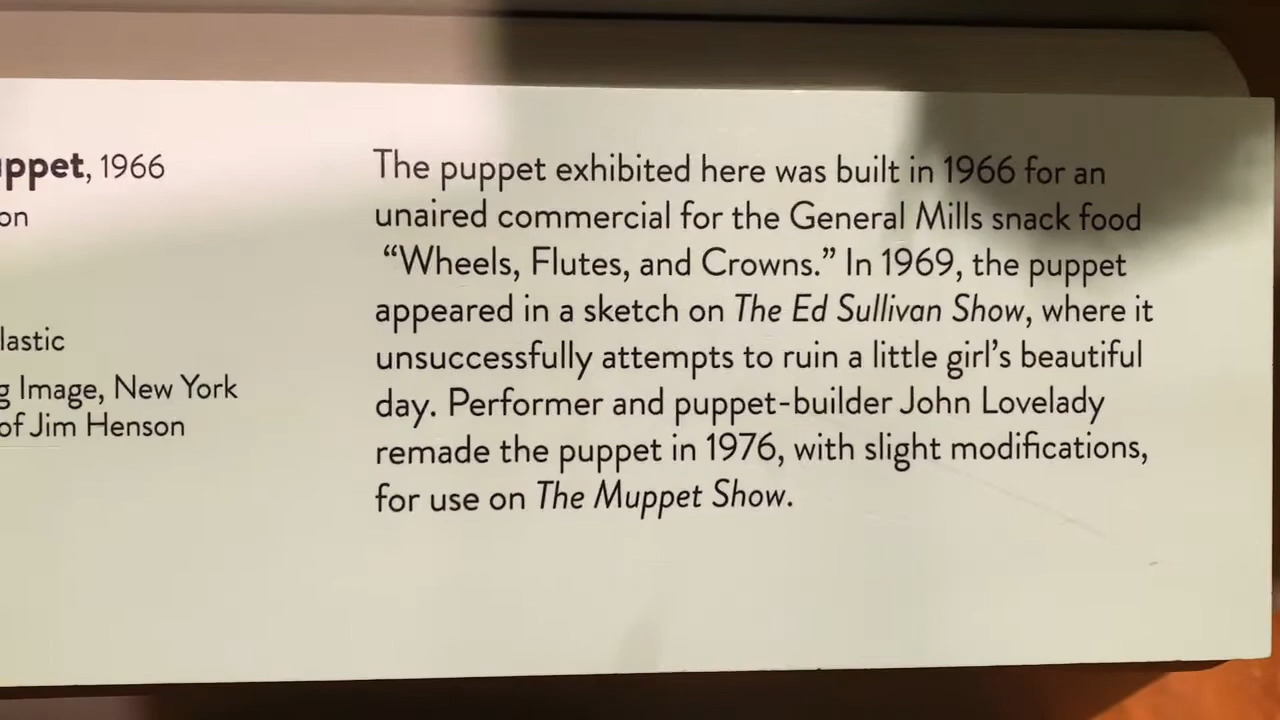 ppet, 1966
on
lastic
g Image, New York
of Jim Henson
The puppet exhibited here was built in 1966 for an
unaired commercial for the General Mills snack food
“Wheels, Flutes, and Crowns.” In 1969, the puppet
appeared in a sketch on The Ed Sullivan Show, where it
unsuccessfully attempts to ruin a little girl’s beautiful
day. Performer and puppet-builder John Lovelady
remade the puppet in 1976, with slight modifications,
for use on The Muppet Show.